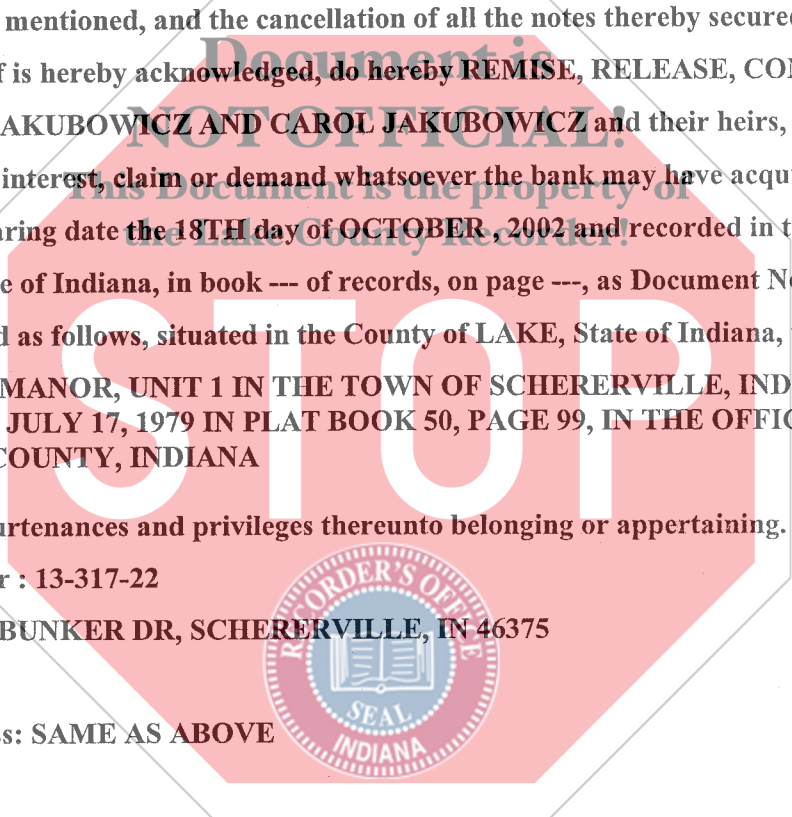 mentioned, and the cancellation of all the notes thereby secured
Document is
f is hereby acknowledged, do hereby REMISE, RELEASE, CON
NOT OFFICIAL!
AKUBOWICZ AND CAROL JAKUBOWICZ and their heirs,
interest, claim or demand whatsoever the bank may have acqu
This Document is the property of
aring date the 18TH day of OCTOBER , 2002 and recorded in t
the Lake County Recorder!
e of Indiana, in book --- of records, on page ---, as Document N
d as follows, situated in the County of LAKE, State of Indiana,
STOP
MANOR, UNIT 1 IN THE TOWN OF SCHERERVILLE, IND
JULY 17, 1979 IN PLAT BOOK 50, PAGE 99, IN THE OFFIC
COUNTY, INDIANA
urtenances and privileges thereunto belonging or appertaining.
r : 13-317-22
BUNKER DR, SCHERERVILLE, IN 46375
RECORDER'S OFFICE
SEAL
INDIANA
s: SAME AS ABOVE